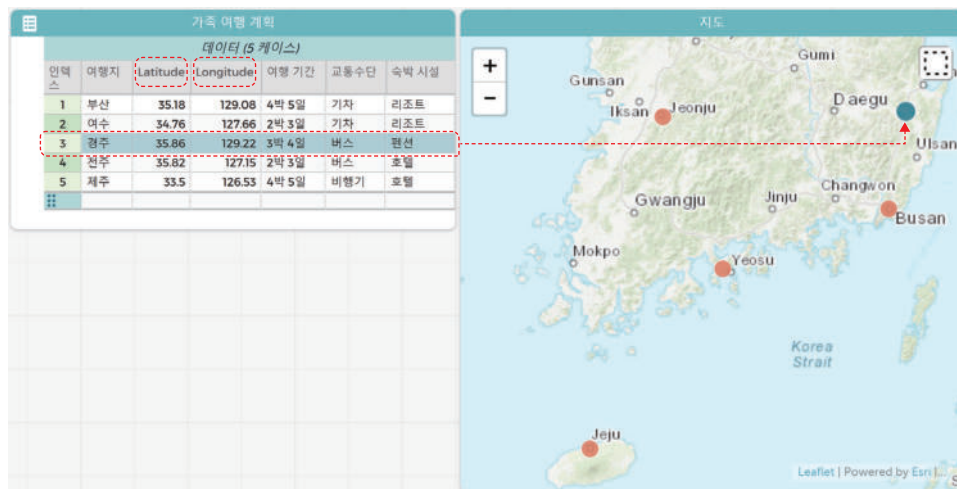 가족 여행 계획
데이터 (5 케이스)
인덱스 여행지 Latitude Longitude 여행 기간 교통수단 숙박 시설
1 부산 35.18 129.08 4박 5일 기차 리조트
2 여수 34.76 127.66 2박 3일 기차 리조트
3 경주 35.86 129.22 3박 4일 버스 펜션
4 전주 35.82 127.15 2박 3일 버스 호텔
5 제주 33.5 126.53 4박 5일 비행기 호텔
지도
+
−
Gumi
Gunsan
Iksan
Jeonju
Daegu
Ulsan
Changwon
Gwangju
Jinju
Busan
Mokpo
Yeosu
Korea
Strait
Jeju
Leaflet | Powered by Esri |